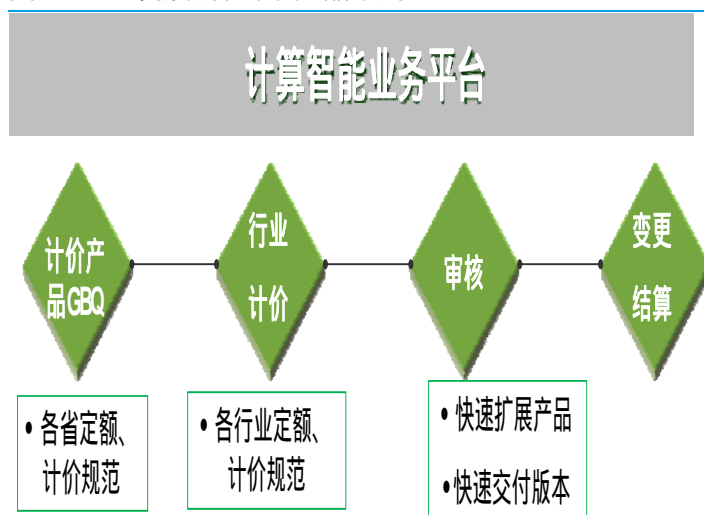 计算智能业务平台
计价产
品GBQ
行业
计价
审核
变更
结算
• 各省定额、
计价规范
• 各行业定额、
计价规范
• 快速扩展产品
•快速交付版本